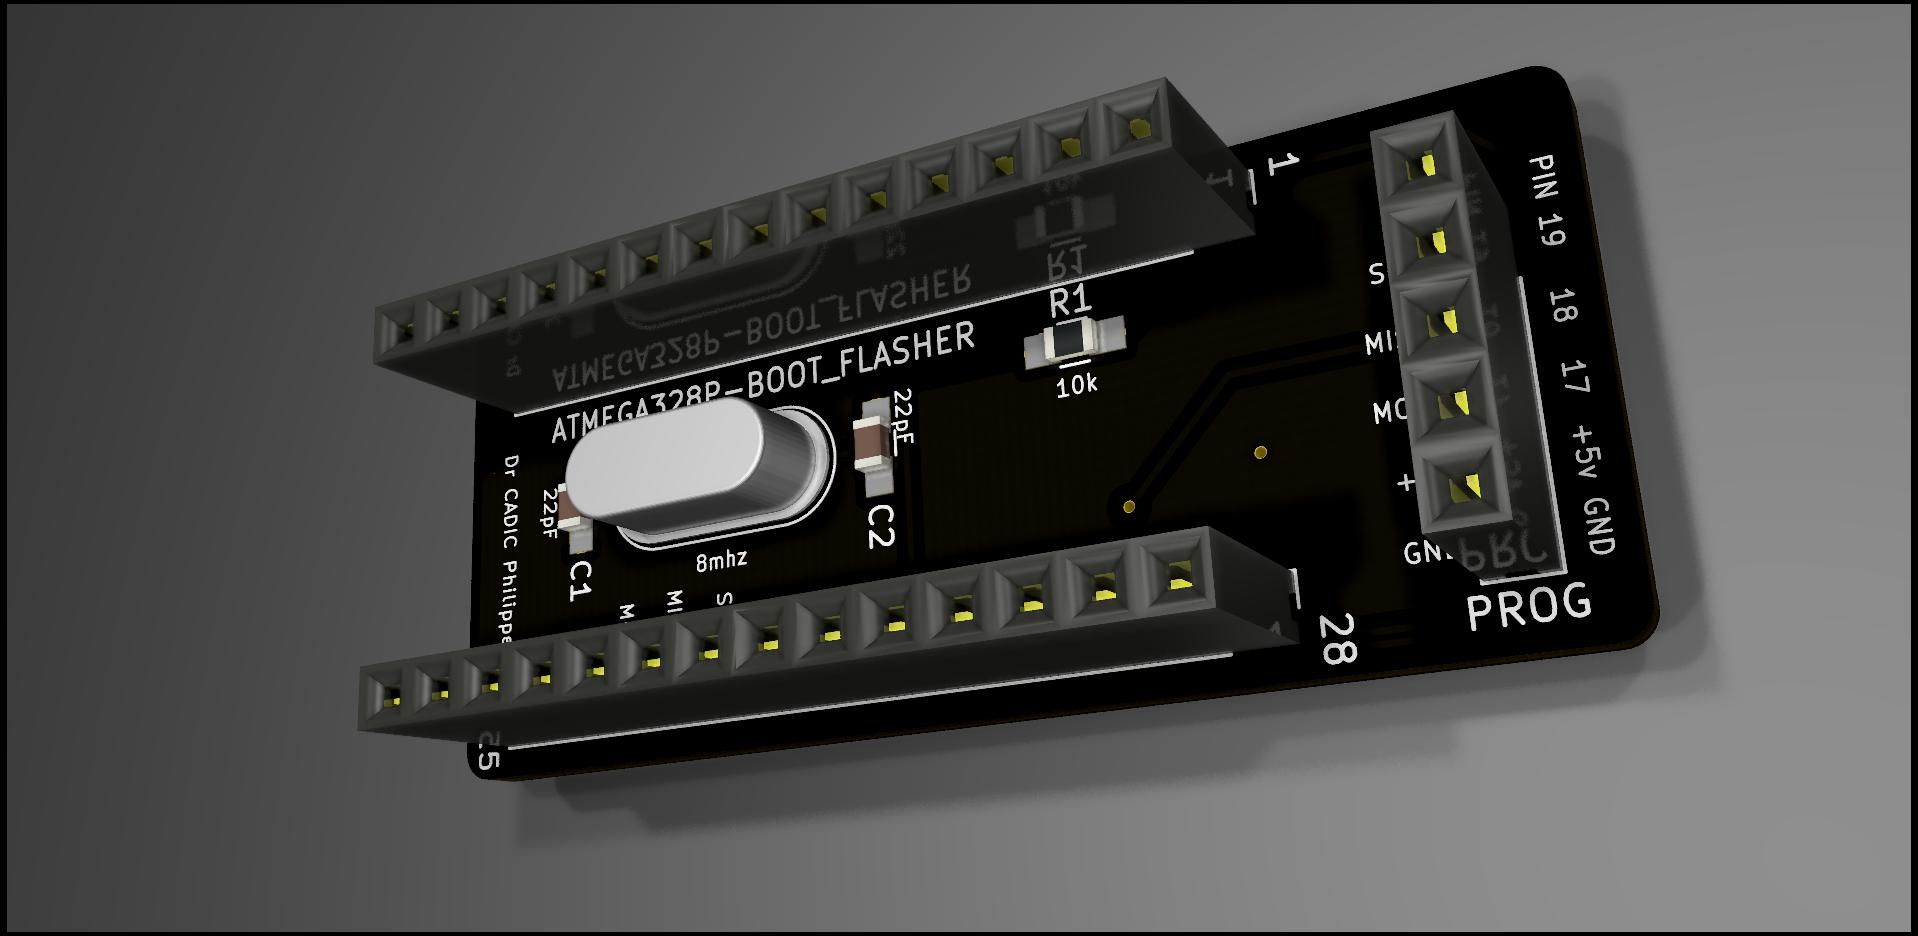 1
PIN 19
18
17
+5v
GND
R1
10k
ATMEGA328P-BOOT_FLASHER
22pF
C2
22pF
C1
8mhz
Dr CADIC Philippe
PROG
28